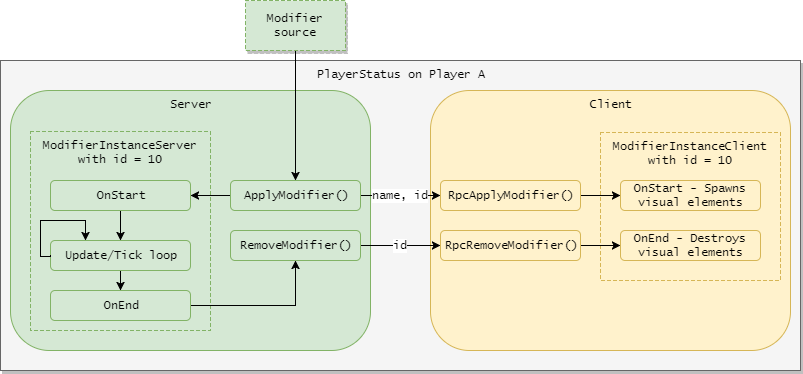 Modifier
source
PlayerStatus on Player A
Server
ModifierInstanceServer
with id = 10
OnStart
Update/Tick loop
OnEnd
ApplyModifier()
RemoveModifier()
name, id
id
Client
RpcApplyModifier()
RpcRemoveModifier()
ModifierInstanceClient
with id = 10
OnStart - Spawns
visual elements
OnEnd - Destroys
visual elements